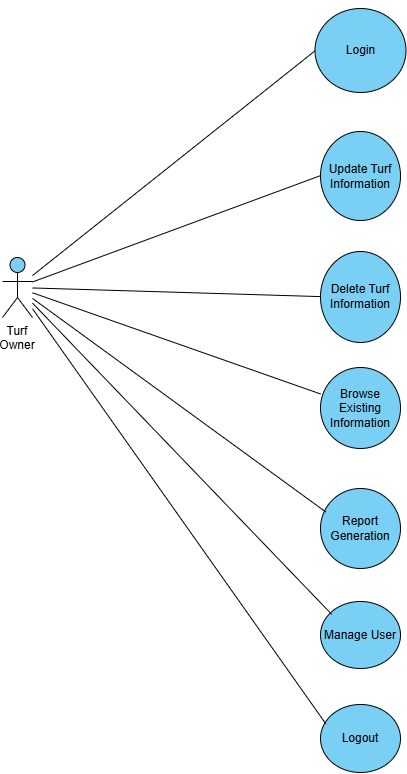 Login
Update Turf
Information
Delete Turf
Information
Turf
Owner
Browse
Existing
Information
Report
Generation
Manage User
Logout